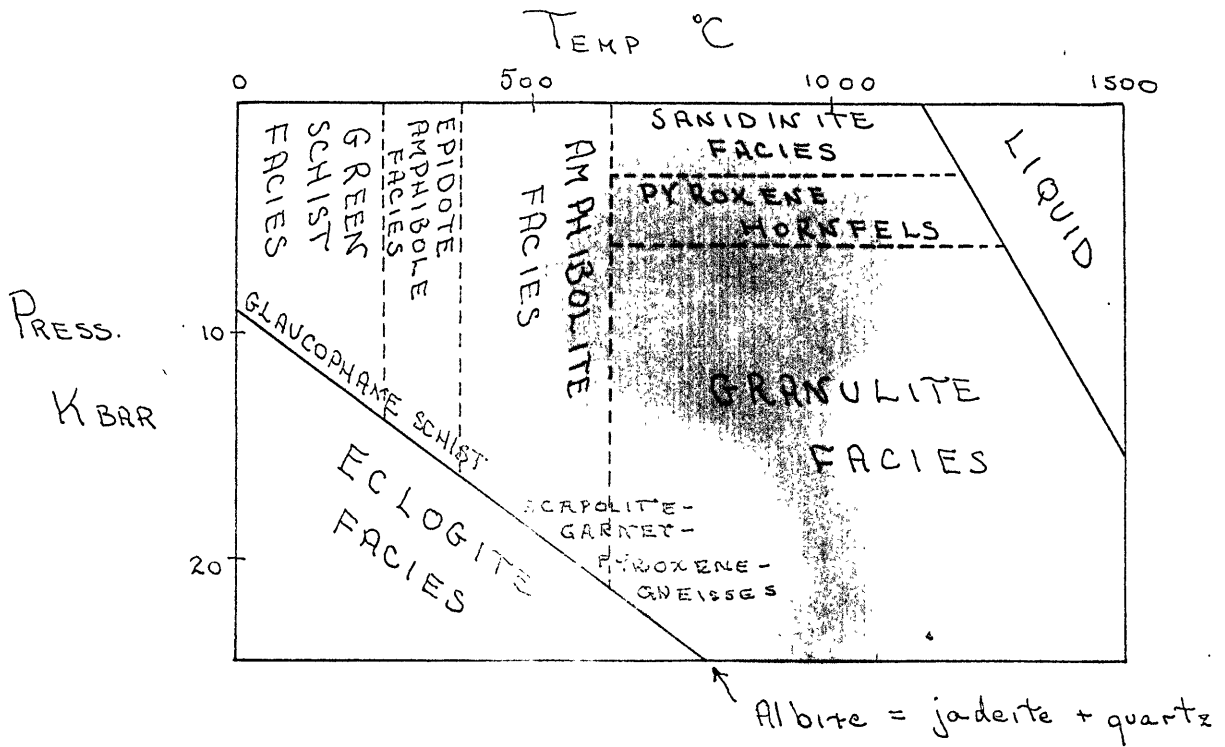 TEMP °C
0 500 1000 1500
GREEN
SCHIST
FACIES
EPIDOTE
AMPHIBOLE
FACIES
AMPHIBOLITE
FACIES
SANIDINITE
FACIES
PYROXENE
HORNFELS
LIQUID
PRESS.
K BAR
10
20
GLAUCOPHANE SCHIST
GRANULITE
FACIES
ECLOGITE
FACIES
SCAPOLITE-
GARNET-
PYROXENE-
GNEISSES
Albite = jadeite + quartz